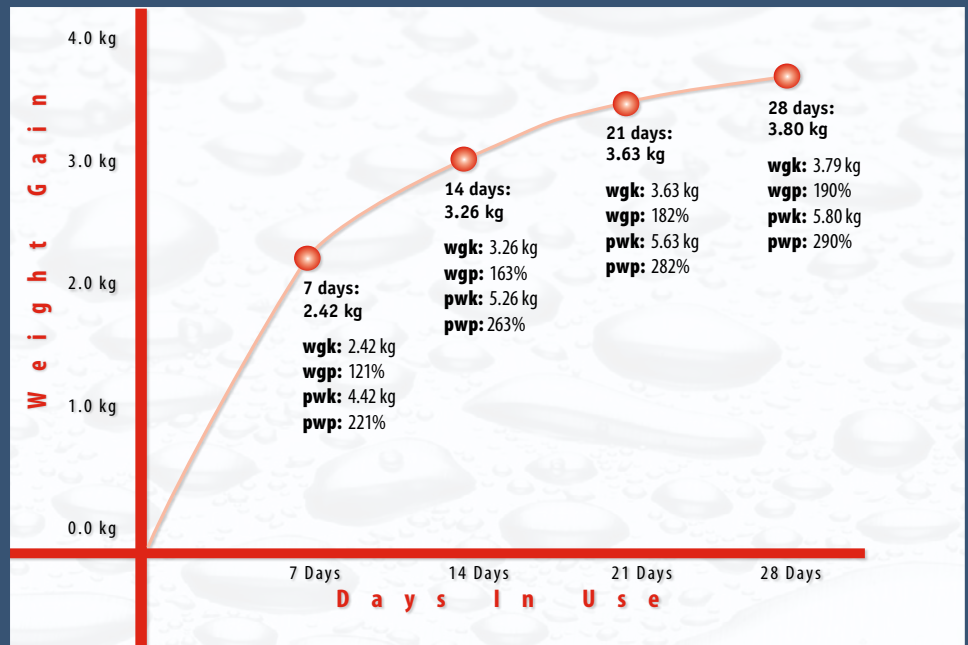 Weight Gain
4.0 kg
3.0 kg
2.0 kg
1.0 kg
0.0 kg
7 days:
2.42 kg
wgk: 2.42 kg
wgp: 121%
pwk: 4.42 kg
pwp: 221%
14 days:
3.26 kg
wgk: 3.26 kg
wgp: 163%
pwk: 5.26 kg
pwp: 263%
21 days:
3.63 kg
wgk: 3.63 kg
wgp: 182%
pwk: 5.63 kg
pwp: 282%
28 days:
3.80 kg
wgk: 3.79 kg
wgp: 190%
pwk: 5.80 kg
pwp: 290%
7 Days
14 Days
21 Days
28 Days
Days In Use